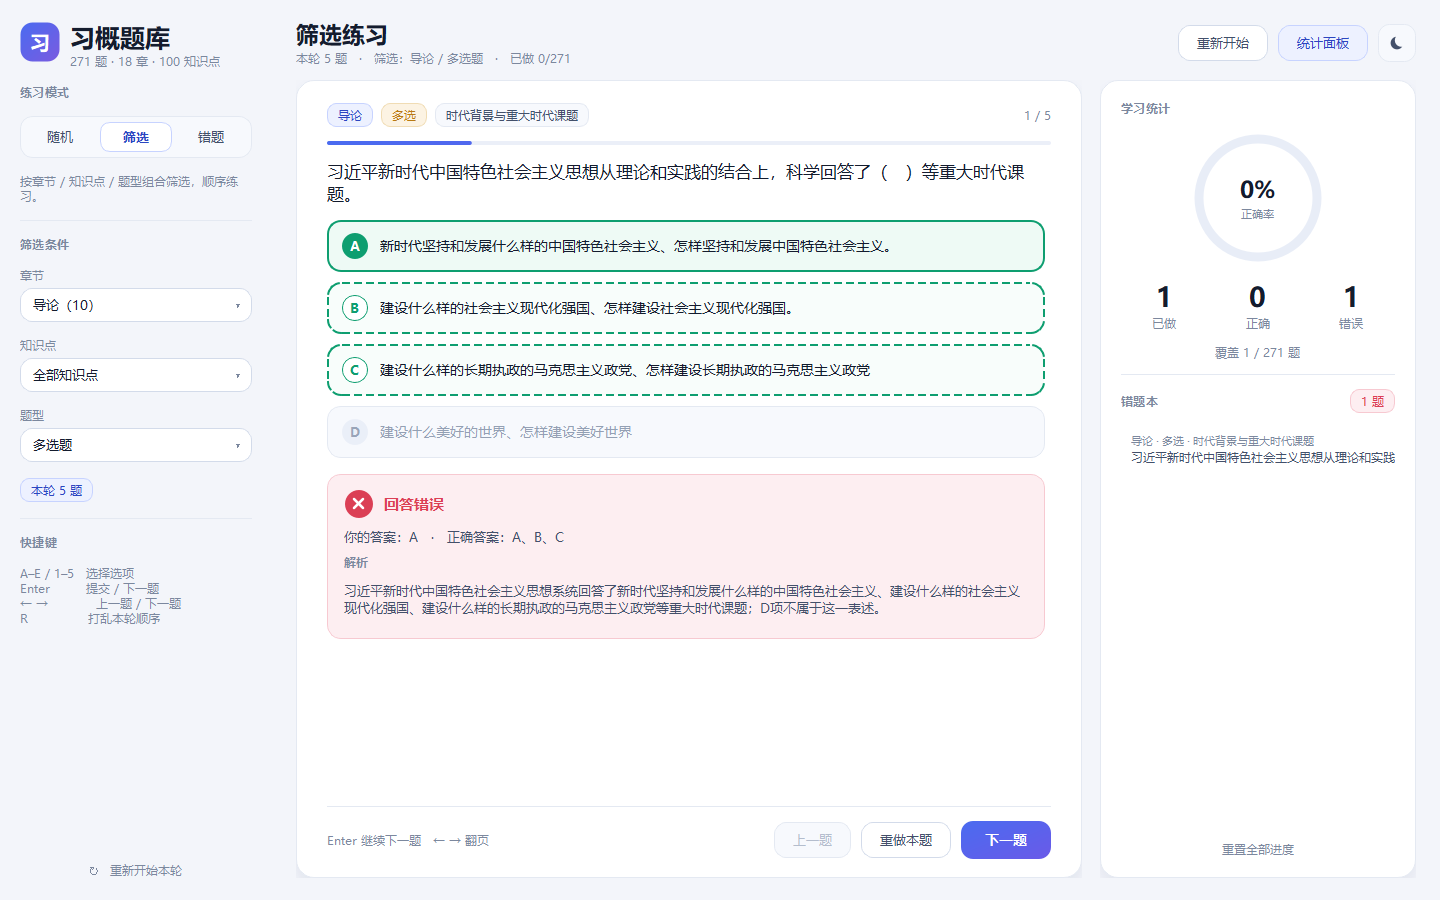 习
习概题库
271 题 · 18 章 · 100 知识点
练习模式
随机
筛选
错题
按章节 / 知识点 / 题型组合筛选，顺序练
习。
筛选条件
章节
导论（10）
知识点
全部知识点
题型
多选题
本轮 5 题
快捷键
A–E / 1–5 选择选项
Enter 提交 / 下一题
← → 上一题 / 下一题
R 打乱本轮顺序
↻ 重新开始本轮
筛选练习
本轮 5 题 · 筛选：导论 / 多选题 · 已做 0/271
重新开始
统计面板
导论
多选
时代背景与重大时代课题
1 / 5
习近平新时代中国特色社会主义思想从理论和实践的结合上，科学回答了（ ）等重大时代课
题。
A 新时代坚持和发展什么样的中国特色社会主义、怎样坚持和发展中国特色社会主义。
B 建设什么样的社会主义现代化强国、怎样建设社会主义现代化强国。
C 建设什么样的长期执政的马克思主义政党、怎样建设长期执政的马克思主义政党
D 建设什么美好的世界、怎样建设美好世界
回答错误
你的答案：A · 正确答案：A、B、C
解析
习近平新时代中国特色社会主义思想系统回答了新时代坚持和发展什么样的中国特色社会主义、建设什么样的社会主义
现代化强国、建设什么样的长期执政的马克思主义政党等重大时代课题；D项不属于这一表述。
Enter 继续下一题 ← → 翻页
上一题
重做本题
下一题
学习统计
0%
正确率
1
已做
0
正确
1
错误
覆盖 1 / 271 题
错题本
1 题
导论 · 多选 · 时代背景与重大时代课题
习近平新时代中国特色社会主义思想从理论和实践
重置全部进度